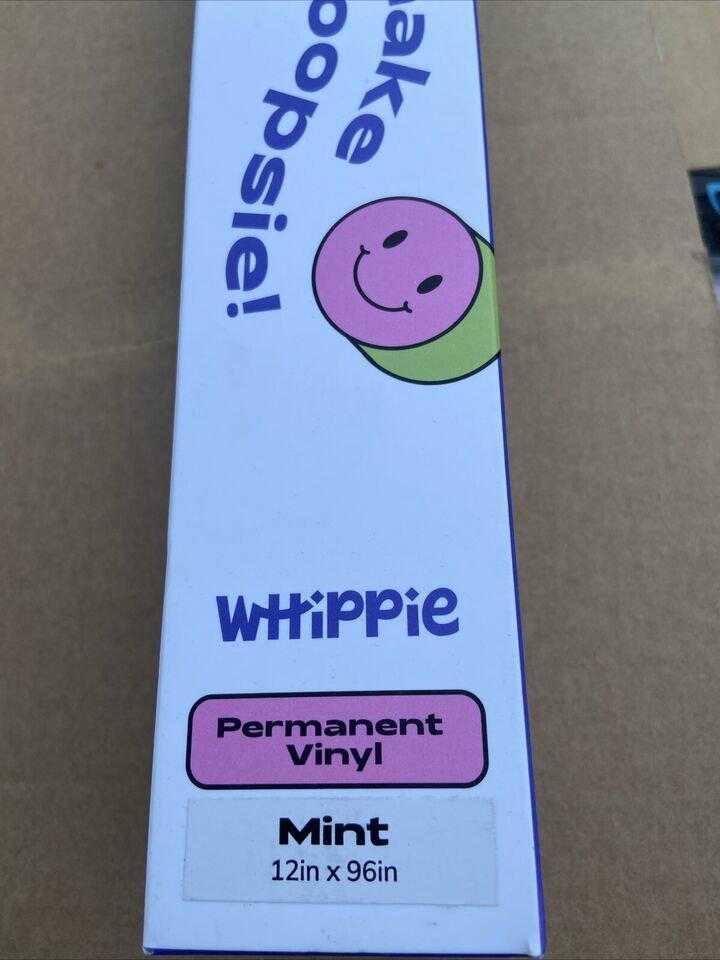 ake
oopsie!
WHiPPie
Permanent
Vinyl
Mint
12in x 96in